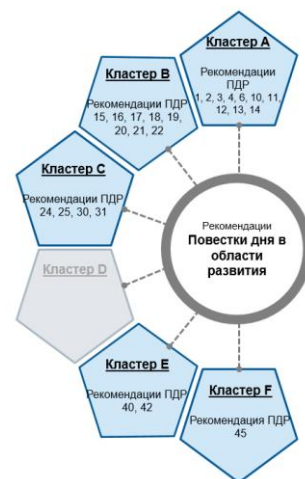 Кластер A
Рекомендации
ПДР
1, 2, 3, 4, 6, 10, 11,
12, 13, 14
Кластер B
Рекомендации ПДР
15, 16, 17, 18, 19,
20, 21, 22
Кластер C
Рекомендации ПДР
24, 25, 30, 31
Кластер D
Рекомендации
Повестки дня в
области
развития
Кластер E
Рекомендации ПДР
40, 42
Кластер F
Рекомендация ПДР
45